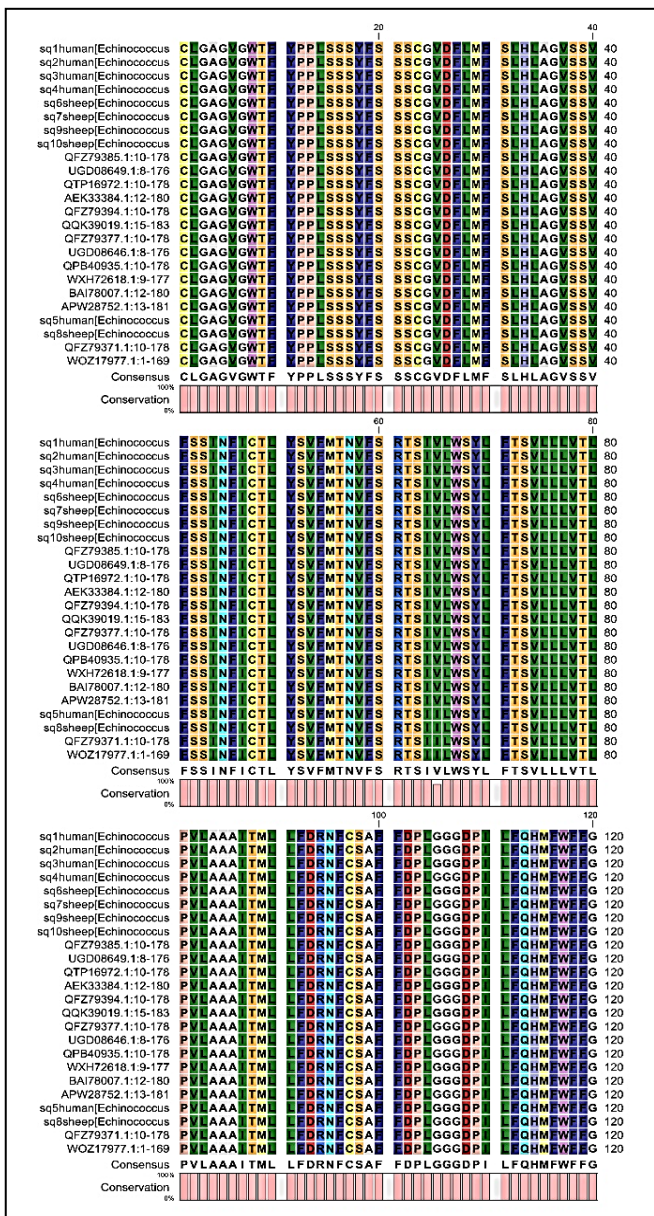 20 40
sq1human[Echinococcus CLGAGVGWTF YPPLSSSYFS SSCGVDFLMF SLHLAGVSSV 40
sq2human[Echinococcus CLGAGVGWTF YPPLSSSYFS SSCGVDFLMF SLHLAGVSSV 40
sq3human[Echinococcus CLGAGVGWTF YPPLSSSYFS SSCGVDFLMF SLHLAGVSSV 40
sq4human[Echinococcus CLGAGVGWTF YPPLSSSYFS SSCGVDFLMF SLHLAGVSSV 40
sq6sheep[Echinococcus CLGAGVGWTF YPPLSSSYFS SSCGVDFLMF SLHLAGVSSV 40
sq7sheep[Echinococcus CLGAGVGWTF YPPLSSSYFS SSCGVDFLMF SLHLAGVSSV 40
sq9sheep[Echinococcus CLGAGVGWTF YPPLSSSYFS SSCGVDFLMF SLHLAGVSSV 40
sq10sheep[Echinococcus CLGAGVGWTF YPPLSSSYFS SSCGVDFLMF SLHLAGVSSV 40
QFZ79385.1:10-178 CLGAGVGWTF YPPLSSSYFS SSCGVDFLMF SLHLAGVSSV 40
UGD08649.1:8-176 CLGAGVGWTF YPPLSSSYFS SSCGVDFLMF SLHLAGVSSV 40
QTP16972.1:10-178 CLGAGVGWTF YPPLSSSYFS SSCGVDFLMF SLHLAGVSSV 40
AEK33384.1:12-180 CLGAGVGWTF YPPLSSSYFS SSCGVDFLMF SLHLAGVSSV 40
QFZ79394.1:10-178 CLGAGVGWTF YPPLSSSYFS SSCGVDFLMF SLHLAGVSSV 40
QQK39019.1:15-183 CLGAGVGWTF YPPLSSSYFS SSCGVDFLMF SLHLAGVSSV 40
QFZ79377.1:10-178 CLGAGVGWTF YPPLSSSYFS SSCGVDFLMF SLHLAGVSSV 40
UGD08646.1:8-176 CLGAGVGWTF YPPLSSSYFS SSCGVDFLMF SLHLAGVSSV 40
QPB40935.1:10-178 CLGAGVGWTF YPPLSSSYFS SSCGVDFLMF SLHLAGVSSV 40
WXH72618.1:9-177 CLGAGVGWTF YPPLSSSYFS SSCGVDFLMF SLHLAGVSSV 40
BAI78007.1:12-180 CLGAGVGWTF YPPLSSSYFS SSCGVDFLMF SLHLAGVSSV 40
APW28752.1:13-181 CLGAGVGWTF YPPLSSSYFS SSCGVDFLMF SLHLAGVSSV 40
sq5human[Echinococcus CLGAGVGWTF YPPLSSSYFS SSCGVDFLMF SLHLAGVSSV 40
sq8sheep[Echinococcus CLGAGVGWTF YPPLSSSYFS SSCGVDFLMF SLHLAGVSSV 40
QFZ79371.1:10-178 CLGAGVGWTF YPPLSSSYFS SSCGVDFLMF SLHLAGVSSV 40
WOZ17977.1:1-169 CLGAGVGWTF YPPLSSSYFS SSCGVDFLMF SLHLAGVSSV 40
Consensus CLGAGVGWTF YPPLSSSYFS SSCGVDFLMF SLHLAGVSSV
100%
Conservation
0%
60 80
sq1human[Echinococcus FSSINFICTL YSVFMTNVFS RTSIVLWSYL FTSVLLLVTL 80
sq2human[Echinococcus FSSINFICTL YSVFMTNVFS RTSIVLWSYL FTSVLLLVTL 80
sq3human[Echinococcus FSSINFICTL YSVFMTNVFS RTSIVLWSYL FTSVLLLVTL 80
sq4human[Echinococcus FSSINFICTL YSVFMTNVFS RTSIVLWSYL FTSVLLLVTL 80
sq6sheep[Echinococcus FSSINFICTL YSVFMTNVFS RTSIVLWSYL FTSVLLLVTL 80
sq7sheep[Echinococcus FSSINFICTL YSVFMTNVFS RTSIVLWSYL FTSVLLLVTL 80
sq9sheep[Echinococcus FSSINFICTL YSVFMTNVFS RTSIVLWSYL FTSVLLLVTL 80
sq10sheep[Echinococcus FSSINFICTL YSVFMTNVFS RTSIVLWSYL FTSVLLLVTL 80
QFZ79385.1:10-178 FSSINFICTL YSVFMTNVFS RTSIVLWSYL FTSVLLLVTL 80
UGD08649.1:8-176 FSSINFICTL YSVFMTNVFS RTSIVLWSYL FTSVLLLVTL 80
QTP16972.1:10-178 FSSINFICTL YSVFMTNVFS RTSIVLWSYL FTSVLLLVTL 80
AEK33384.1:12-180 FSSINFICTL YSVFMTNVFS RTSIVLWSYL FTSVLLLVTL 80
QFZ79394.1:10-178 FSSINFICTL YSVFMTNVFS RTSIVLWSYL FTSVLLLVTL 80
QQK39019.1:15-183 FSSINFICTL YSVFMTNVFS RTSIVLWSYL FTSVLLLVTL 80
QFZ79377.1:10-178 FSSINFICTL YSVFMTNVFS RTSIVLWSYL FTSVLLLVTL 80
UGD08646.1:8-176 FSSINFICTL YSVFMTNVFS RTSIVLWSYL FTSVLLLVTL 80
QPB40935.1:10-178 FSSINFICTL YSVFMTNVFS RTSIVLWSYL FTSVLLLVTL 80
WXH72618.1:9-177 FSSINFICTL YSVFMTNVFS RTSIVLWSYL FTSVLLLVTL 80
BAI78007.1:12-180 FSSINFICTL YSVFMTNVFS RTSIVLWSYL FTSVLLLVTL 80
APW28752.1:13-181 FSSINFICTL YSVFMTNVFS RTSIVLWSYL FTSVLLLVTL 80
sq5human[Echinococcus FSSINFICTL YSVFMTNVFS RTSIILWSYL FTSVLLLVTL 80
sq8sheep[Echinococcus FSSINFICTL YSVFMTNVFS RTSIILWSYL FTSVLLLVTL 80
QFZ79371.1:10-178 FSSINFICTL YSVFMTNVFS RTSIILWSYL FTSVLLLVTL 80
WOZ17977.1:1-169 FSSINFICTL YSVFMTNVFS RTSIILWSYL FTSVLLLVTL 80
Consensus FSSINFICTL YSVFMTNVFS RTSIVLWSYL FTSVLLLVTL
100%
Conservation
0%
100 120
sq1human[Echinococcus PVLAAAITML LFDRNFCSAF FDPLGGGDPI LFQHMFWFFG 120
sq2human[Echinococcus PVLAAAITML LFDRNFCSAF FDPLGGGDPI LFQHMFWFFG 120
sq3human[Echinococcus PVLAAAITML LFDRNFCSAF FDPLGGGDPI LFQHMFWFFG 120
sq4human[Echinococcus PVLAAAITML LFDRNFCSAF FDPLGGGDPI LFQHMFWFFG 120
sq6sheep[Echinococcus PVLAAAITML LFDRNFCSAF FDPLGGGDPI LFQHMFWFFG 120
sq7sheep[Echinococcus PVLAAAITML LFDRNFCSAF FDPLGGGDPI LFQHMFWFFG 120
sq9sheep[Echinococcus PVLAAAITML LFDRNFCSAF FDPLGGGDPI LFQHMFWFFG 120
sq10sheep[Echinococcus PVLAAAITML LFDRNFCSAF FDPLGGGDPI LFQHMFWFFG 120
QFZ79385.1:10-178 PVLAAAITML LFDRNFCSAF FDPLGGGDPI LFQHMFWFFG 120
UGD08649.1:8-176 PVLAAAITML LFDRNFCSAF FDPLGGGDPI LFQHMFWFFG 120
QTP16972.1:10-178 PVLAAAITML LFDRNFCSAF FDPLGGGDPI LFQHMFWFFG 120
AEK33384.1:12-180 PVLAAAITML LFDRNFCSAF FDPLGGGDPI LFQHMFWFFG 120
QFZ79394.1:10-178 PVLAAAITML LFDRNFCSAF FDPLGGGDPI LFQHMFWFFG 120
QQK39019.1:15-183 PVLAAAITML LFDRNFCSAF FDPLGGGDPI LFQHMFWFFG 120
QFZ79377.1:10-178 PVLAAAITML LFDRNFCSAF FDPLGGGDPI LFQHMFWFFG 120
UGD08646.1:8-176 PVLAAAITML LFDRNFCSAF FDPLGGGDPI LFQHMFWFFG 120
QPB40935.1:10-178 PVLAAAITML LFDRNFCSAF FDPLGGGDPI LFQHMFWFFG 120
WXH72618.1:9-177 PVLAAAITML LFDRNFCSAF FDPLGGGDPI LFQHMFWFFG 120
BAI78007.1:12-180 PVLAAAITML LFDRNFCSAF FDPLGGGDPI LFQHMFWFFG 120
APW28752.1:13-181 PVLAAAITML LFDRNFCSAF FDPLGGGDPI LFQHMFWFFG 120
sq5human[Echinococcus PVLAAAITML LFDRNFCSAF FDPLGGGDPI LFQHMFWFFG 120
sq8sheep[Echinococcus PVLAAAITML LFDRNFCSAF FDPLGGGDPI LFQHMFWFFG 120
QFZ79371.1:10-178 PVLAAAITML LFDRNFCSAF FDPLGGGDPI LFQHMFWFFG 120
WOZ17977.1:1-169 PVLAAAITML LFDRNFCSAF FDPLGGGDPI LFQHMFWFFG 120
Consensus PVLAAAITML LFDRNFCSAF FDPLGGGDPI LFQHMFWFFG
100%
Conservation
0%